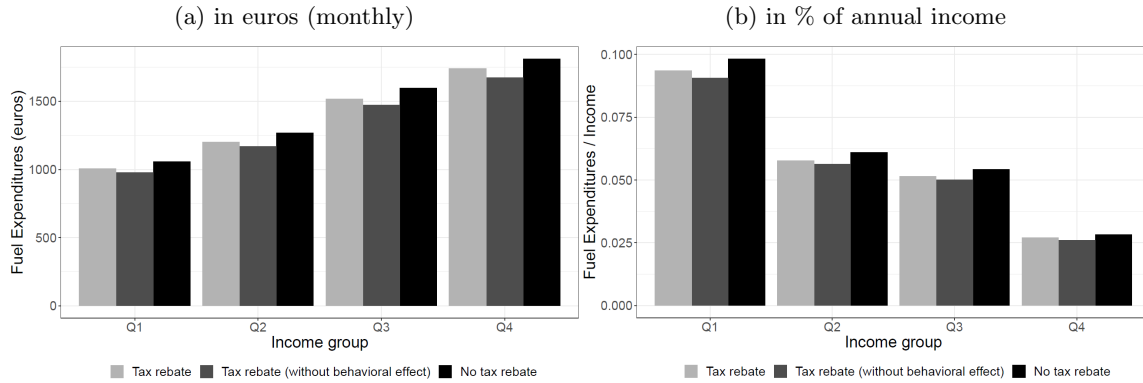 (a) in euros (monthly)
Fuel Expenditures (euros)
1500
1000
500
0
Q1 Q2 Q3 Q4
Income group
Tax rebate Tax rebate (without behavioral effect) No tax rebate
(b) in % of annual income
Fuel Expenditures / Income
0.100
0.075
0.050
0.025
0.000
Q1 Q2 Q3 Q4
Income group
Tax rebate Tax rebate (without behavioral effect) No tax rebate